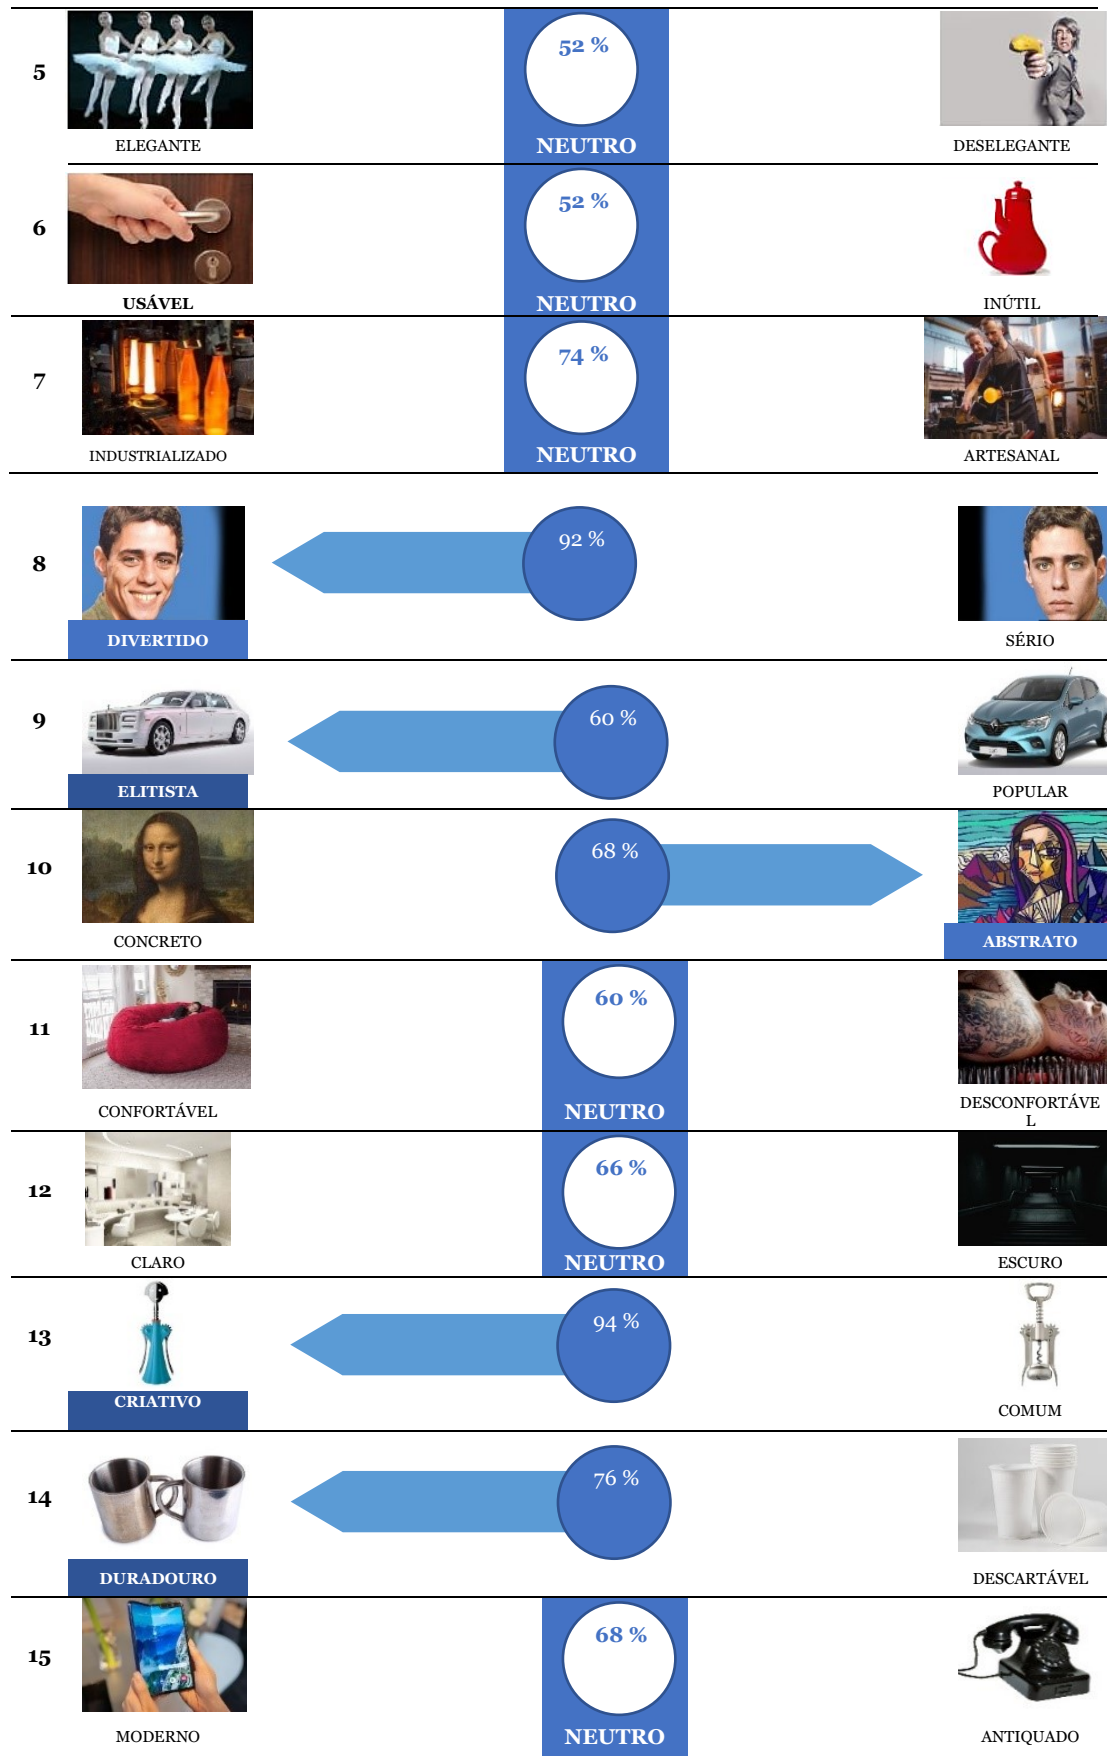 5
52 %
ELEGANTE
NEUTRO
DESELEGANTE
6
52 %
USÁVEL
NEUTRO
INÚTIL
7
74 %
INDUSTRIALIZADO
NEUTRO
ARTESANAL
8
92 %
DIVERTIDO
SÉRIO
9
60 %
ELITISTA
POPULAR
10
68 %
CONCRETO
ABSTRATO
11
60 %
CONFORTÁVEL
NEUTRO
DESCONFORTÁVE
L
12
66 %
CLARO
NEUTRO
ESCURO
13
94 %
CRIATIVO
COMUM
14
76 %
DURADOURO
DESCARTÁVEL
15
68 %
MODERNO
NEUTRO
ANTIQUADO